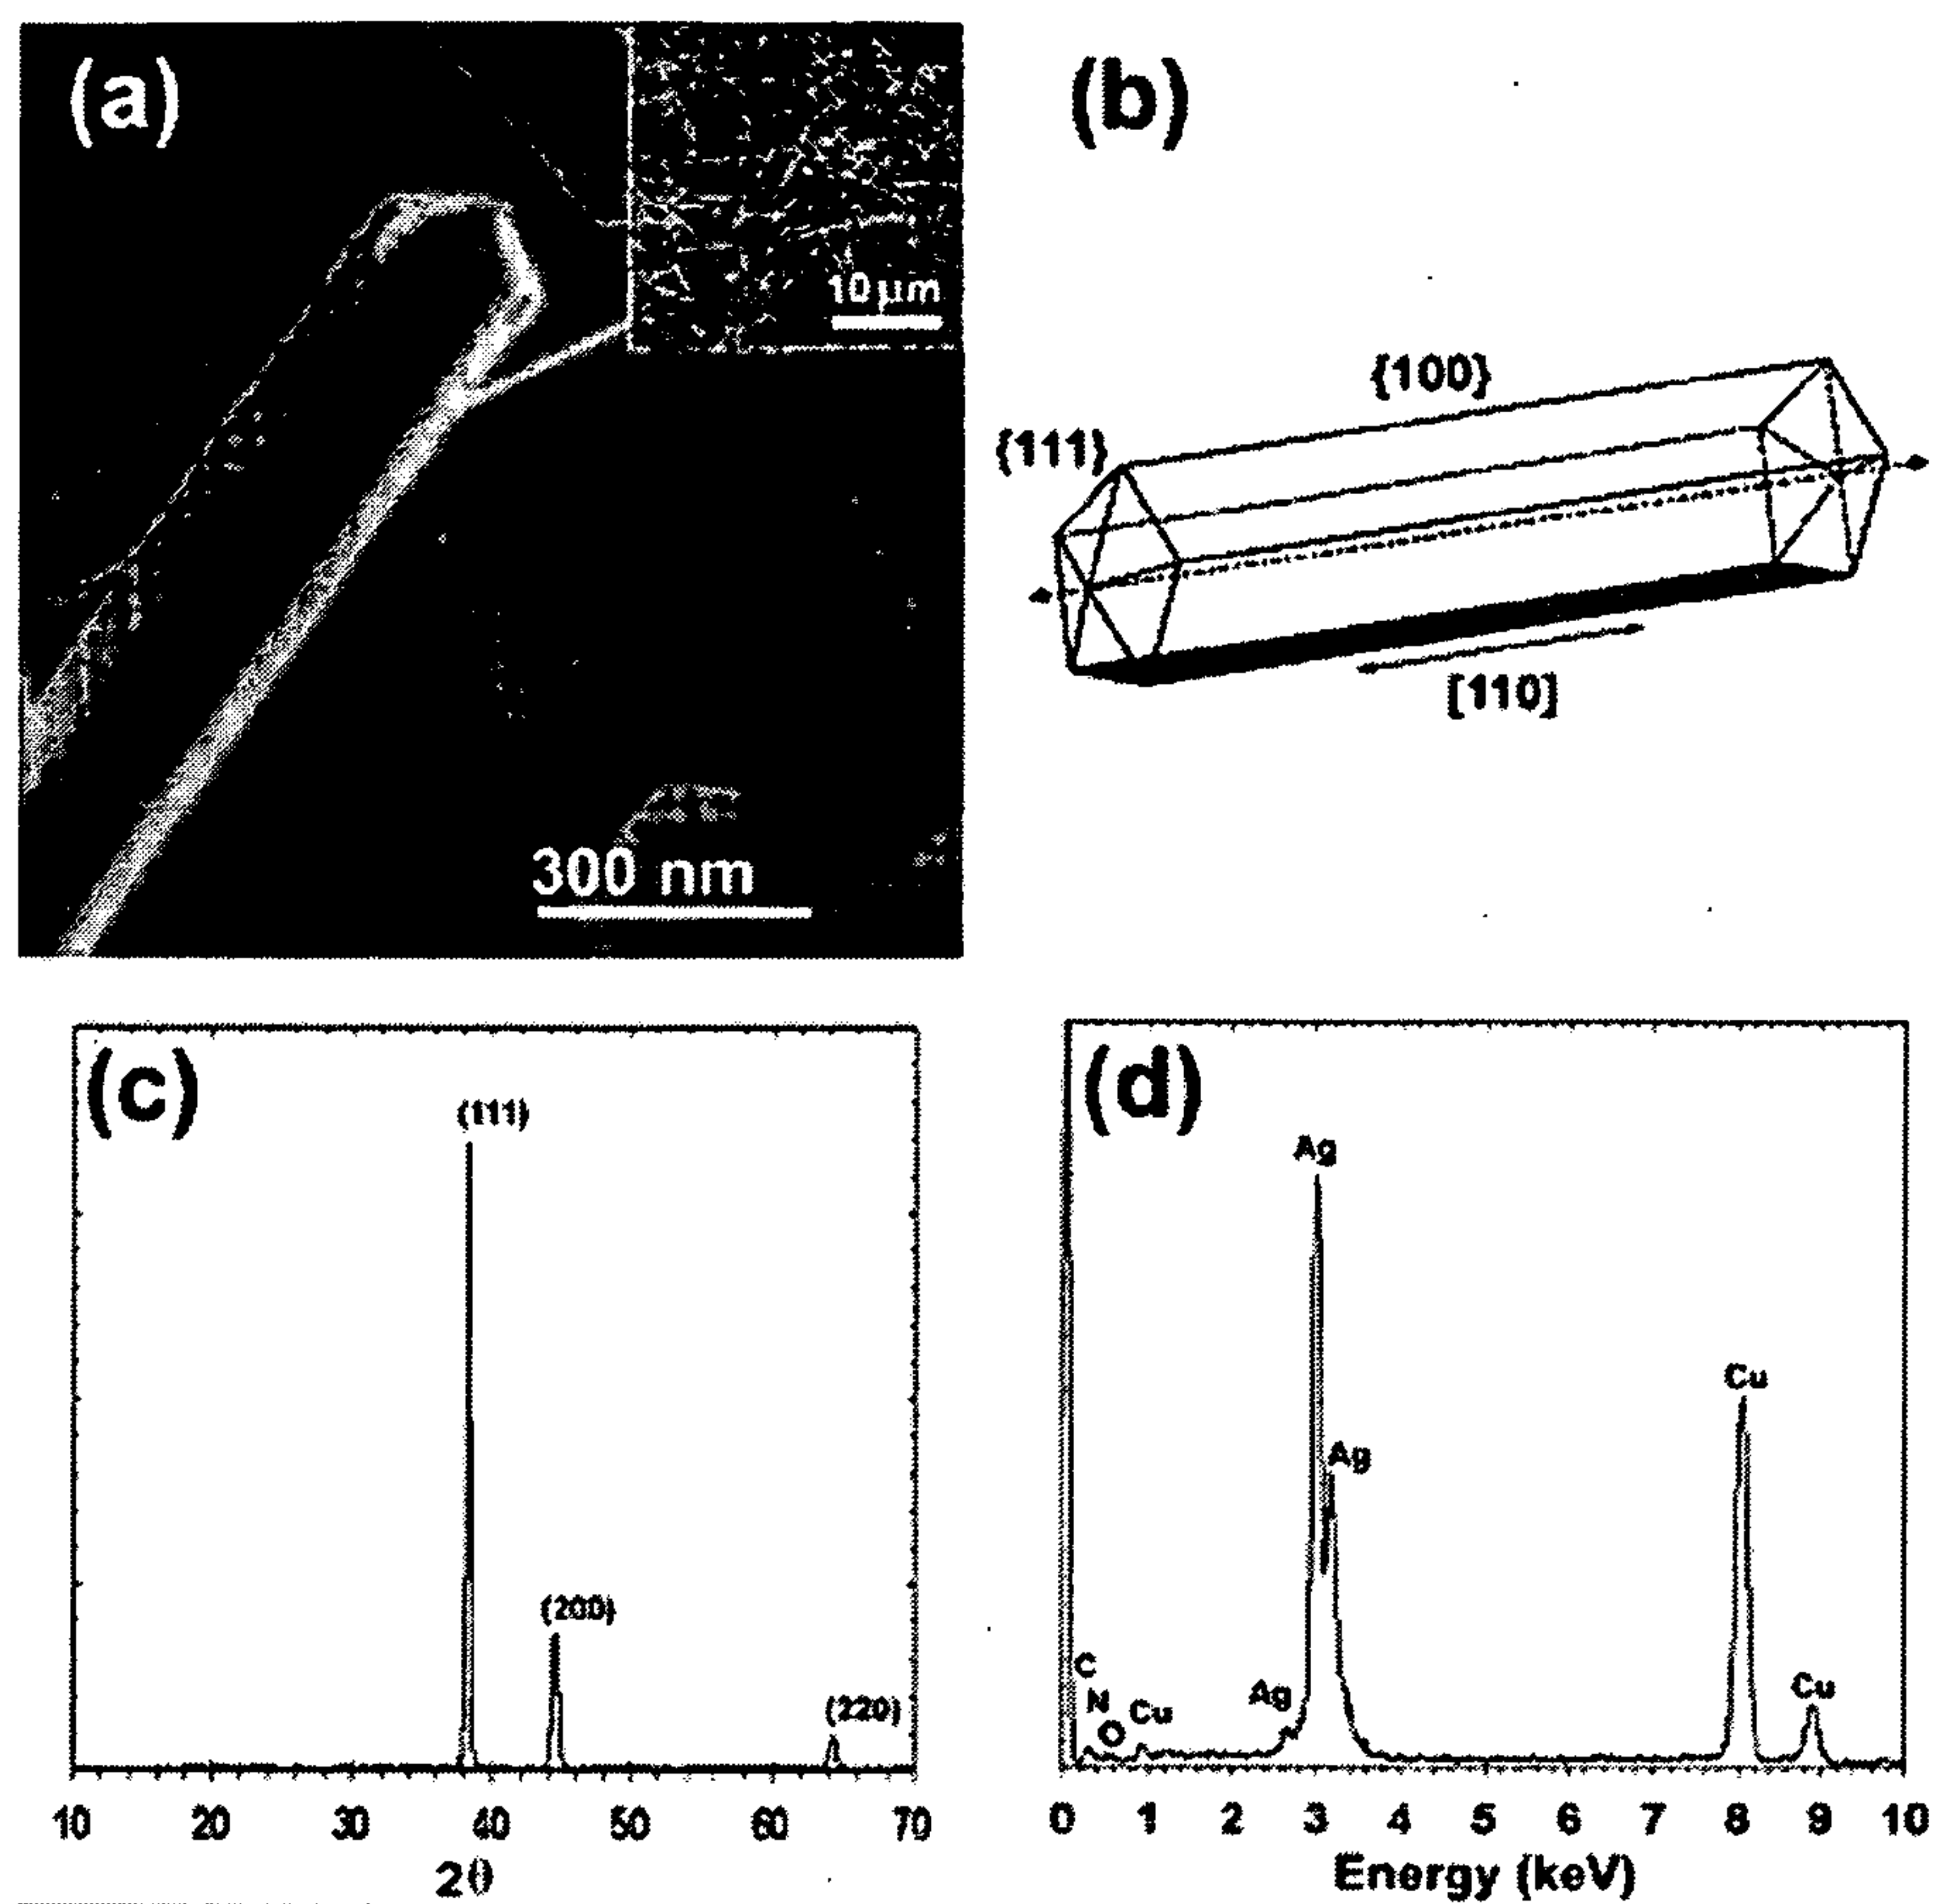 (a)
10 μm
300 nm
(b)
{100}
{111}
[110]
(c)
(111)
(200)
(220)
10 20 30 40 50 60 70
2θ
(d)
Ag
Ag
Cu
C
N
O
Cu
Ag
Cu
0 1 2 3 4 5 6 7 8 9 10
Energy (keV)